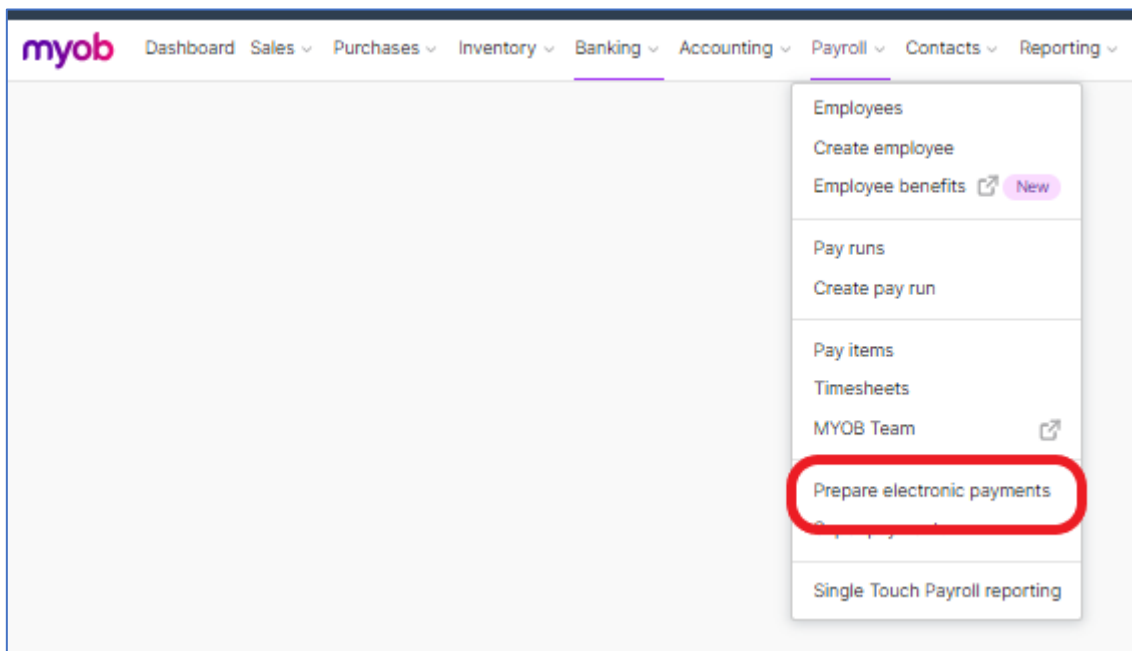 myob Dashboard Sales Purchases Inventory Banking Accounting Payroll Contacts Reporting
Employees
Create employee
Employee benefits New
Pay runs
Create pay run
Pay items
Timesheets
MYOB Team
Prepare electronic payments
Single Touch Payroll reporting